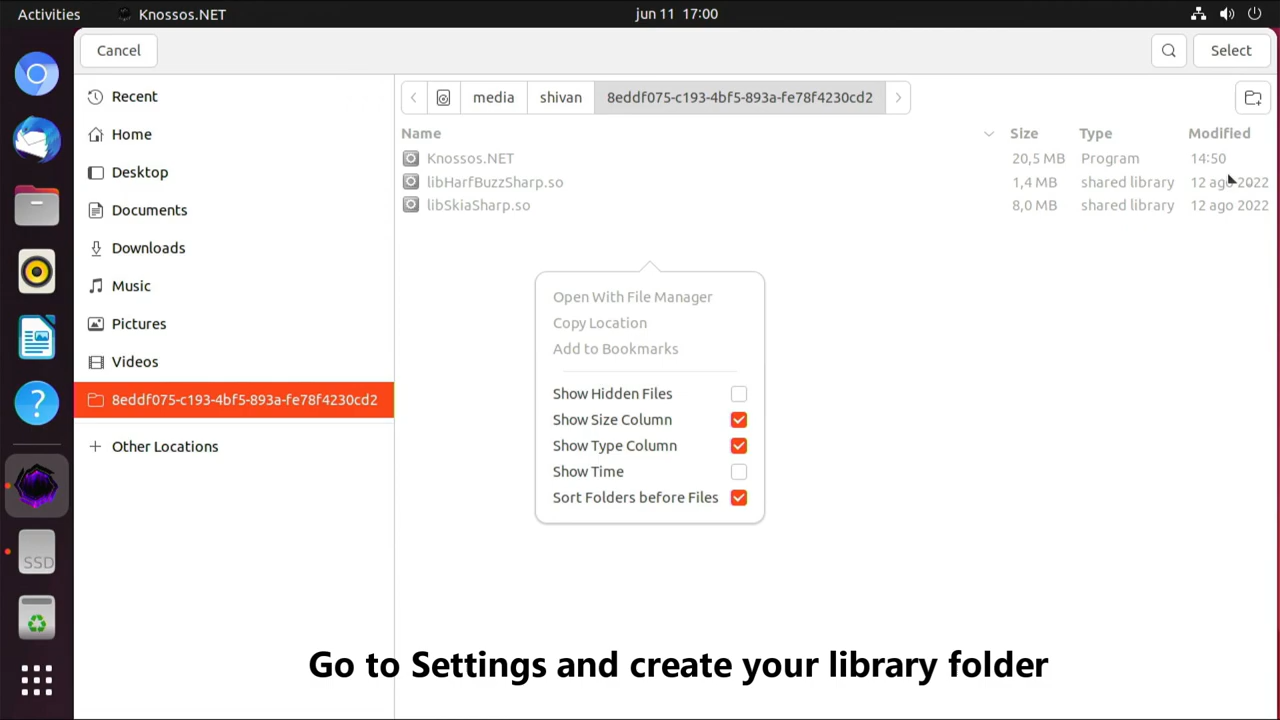 Activities Knossos.NET jun 11 17:00
Cancel Select
Recent
Home
Desktop
Documents
Downloads
Music
Pictures
Videos
8eddf075-c193-4bf5-893a-fe78f4230cd2
Other Locations
media shivan 8eddf075-c193-4bf5-893a-fe78f4230cd2
Name Size Type Modified
Knossos.NET 20,5 MB Program 14:50
libHarfBuzzSharp.so 1,4 MB shared library 12 ago 2022
libSkiaSharp.so 8,0 MB shared library 12 ago 2022
Open With File Manager
Copy Location
Add to Bookmarks
Show Hidden Files
Show Size Column
Show Type Column
Show Time
Sort Folders before Files
SSD
Go to Settings and create your library folder